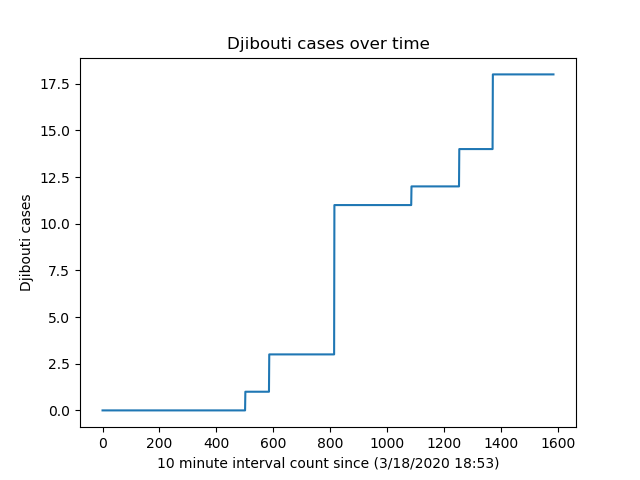 Djibouti cases over time
Djibouti cases
17.5
15.0
12.5
10.0
7.5
5.0
2.5
0.0
0 200 400 600 800 1000 1200 1400 1600
10 minute interval count since (3/18/2020 18:53)